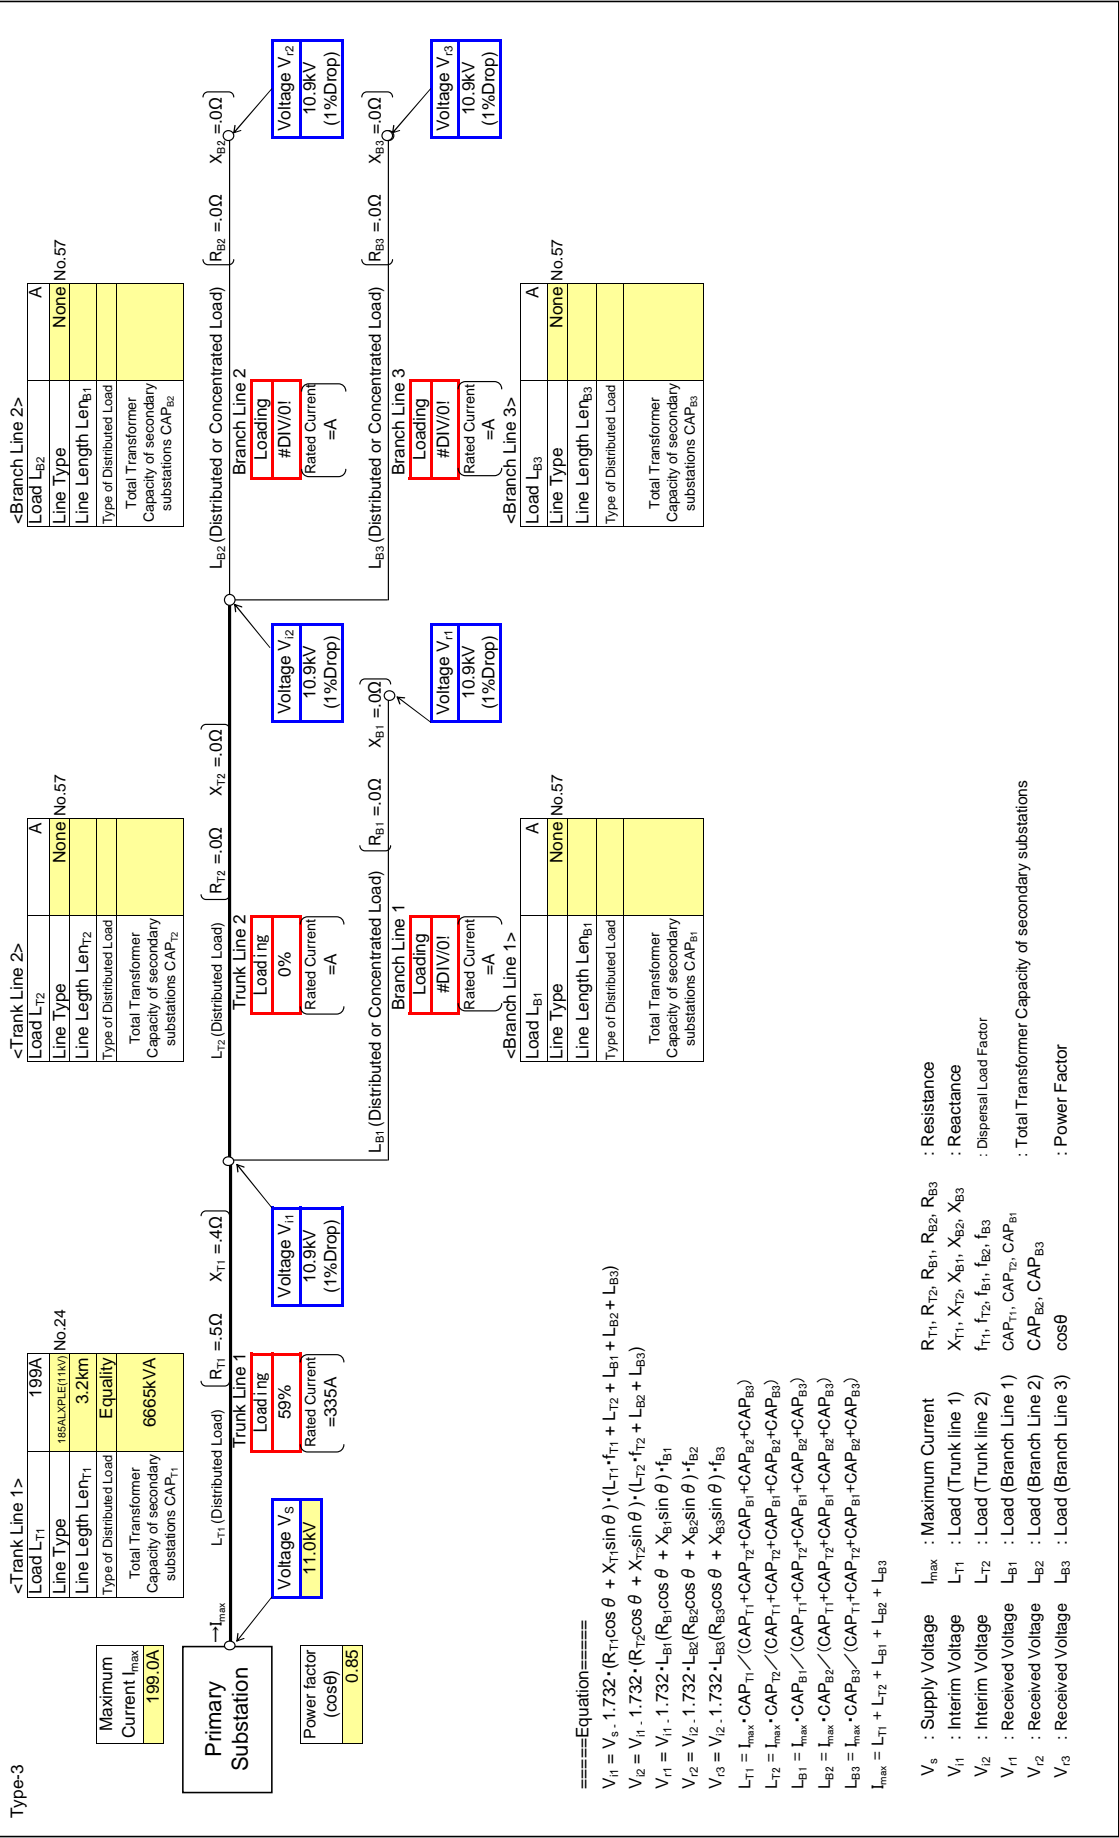 Type-3
Maximum
Current Imax
199.0A
Primary
Substation
Power factor
(cosθ)
0.85
→Imax
Voltage VS
11.0kV
<Trank Line 1>
Load LT1 199A
Line Type 185ALXPLE(11kV) No.24
Line Length LenT1 3.2km
Type of Distributed Load Equality
Total Transformer
Capacity of secondary
substations CAPT1
6665kVA
LT1 (Distributed Load) RT1 =.5Ω XT1 =.4Ω
Trunk Line 1
Loading
59%
Rated Current
=335A
Voltage Vi1
10.9kV
(1%Drop)
<Trank Line 2>
Load LT2 A
Line Type None No.57
Line Legth LenT2
Type of Distributed Load
Total Transformer
Capacity of secondary
substations CAPT2
LT2 (Distributed Load) RT2 =.0Ω XT2 =.0Ω
Trunk Line 2
Loading
0%
Rated Current
=A
Voltage Vi2
10.9kV
(1%Drop)
LB1 (Distributed or Concentrated Load) RB1 =.0Ω XB1 =.0Ω
Branch Line 1
Loading
#DIV/0!
Rated Current
=A
Voltage Vr1
10.9kV
(1%Drop)
<Branch Line 1>
Load LB1 A
Line Type None No.57
Line Length LenB1
Type of Distributed Load
Total Transformer
Capacity of secondary
substations CAPB1
<Branch Line 2>
Load LB2 A
Line Type None No.57
Line Length LenB1
Type of Distributed Load
Total Transformer
Capacity of secondary
substations CAPB2
LB2 (Distributed or Concentrated Load) RB2 =.0Ω XB2 =.0Ω
Branch Line 2
Loading
#DIV/0!
Rated Current
=A
Voltage Vr2
10.9kV
(1%Drop)
LB3 (Distributed or Concentrated Load) RB3 =.0Ω XB3 =.0Ω
Branch Line 3
Loading
#DIV/0!
Rated Current
=A
Voltage Vr3
10.9kV
(1%Drop)
<Branch Line 3>
Load LB3 A
Line Type None No.57
Line Length LenB3
Type of Distributed Load
Total Transformer
Capacity of secondary
substations CAPB3
=====Equation=====
Vi1 = Vs - 1.732・(RT1cosθ + XT1sinθ)・(LT1・fT1 + LT2 + LB1 + LB2 + LB3)
Vi2 = Vi1 - 1.732・(RT2cosθ + XT2sinθ)・(LT2・fT2 + LB2 + LB3)
Vr1 = Vi1 - 1.732・LB1(RB1cosθ + XB1sinθ)・fB1
Vr2 = Vi2 - 1.732・LB2(RB2cosθ + XB2sinθ)・fB2
Vr3 = Vi2 - 1.732・LB3(RB3cosθ + XB3sinθ)・fB3
LT1 = Imax・CAPT1／(CAPT1+CAPT2+CAPB1+CAPB2+CAPB3)
LT2 = Imax・CAPT2／(CAPT1+CAPT2+CAPB1+CAPB2+CAPB3)
LB1 = Imax・CAPB1／(CAPT1+CAPT2+CAPB1+CAPB2+CAPB3)
LB2 = Imax・CAPB2／(CAPT1+CAPT2+CAPB1+CAPB2+CAPB3)
LB3 = Imax・CAPB3／(CAPT1+CAPT2+CAPB1+CAPB2+CAPB3)
Imax = LT1 + LT2 + LB1 + LB2 + LB3
Vs : Supply Voltage Imax : Maximum Current RT1, RT2, RB1, RB2, RB3 : Resistance
Vi1 : Interim Voltage LT1 : Load (Trunk line 1) XT1, XT2, XB1, XB2, XB3 : Reactance
Vi2 : Interim Voltage LT2 : Load (Trunk line 2) fT1, fT2, fB1, fB2, fB3 : Dispersal Load Factor
Vr1 : Received Voltage LB1 : Load (Branch Line 1) CAPT1, CAPT2, CAPB1 : Total Transformer Capacity of secondary substations
Vr2 : Received Voltage LB2 : Load (Branch Line 2) CAPB2, CAPB3
Vr3 : Received Voltage LB3 : Load (Branch Line 3) cosθ : Power Factor